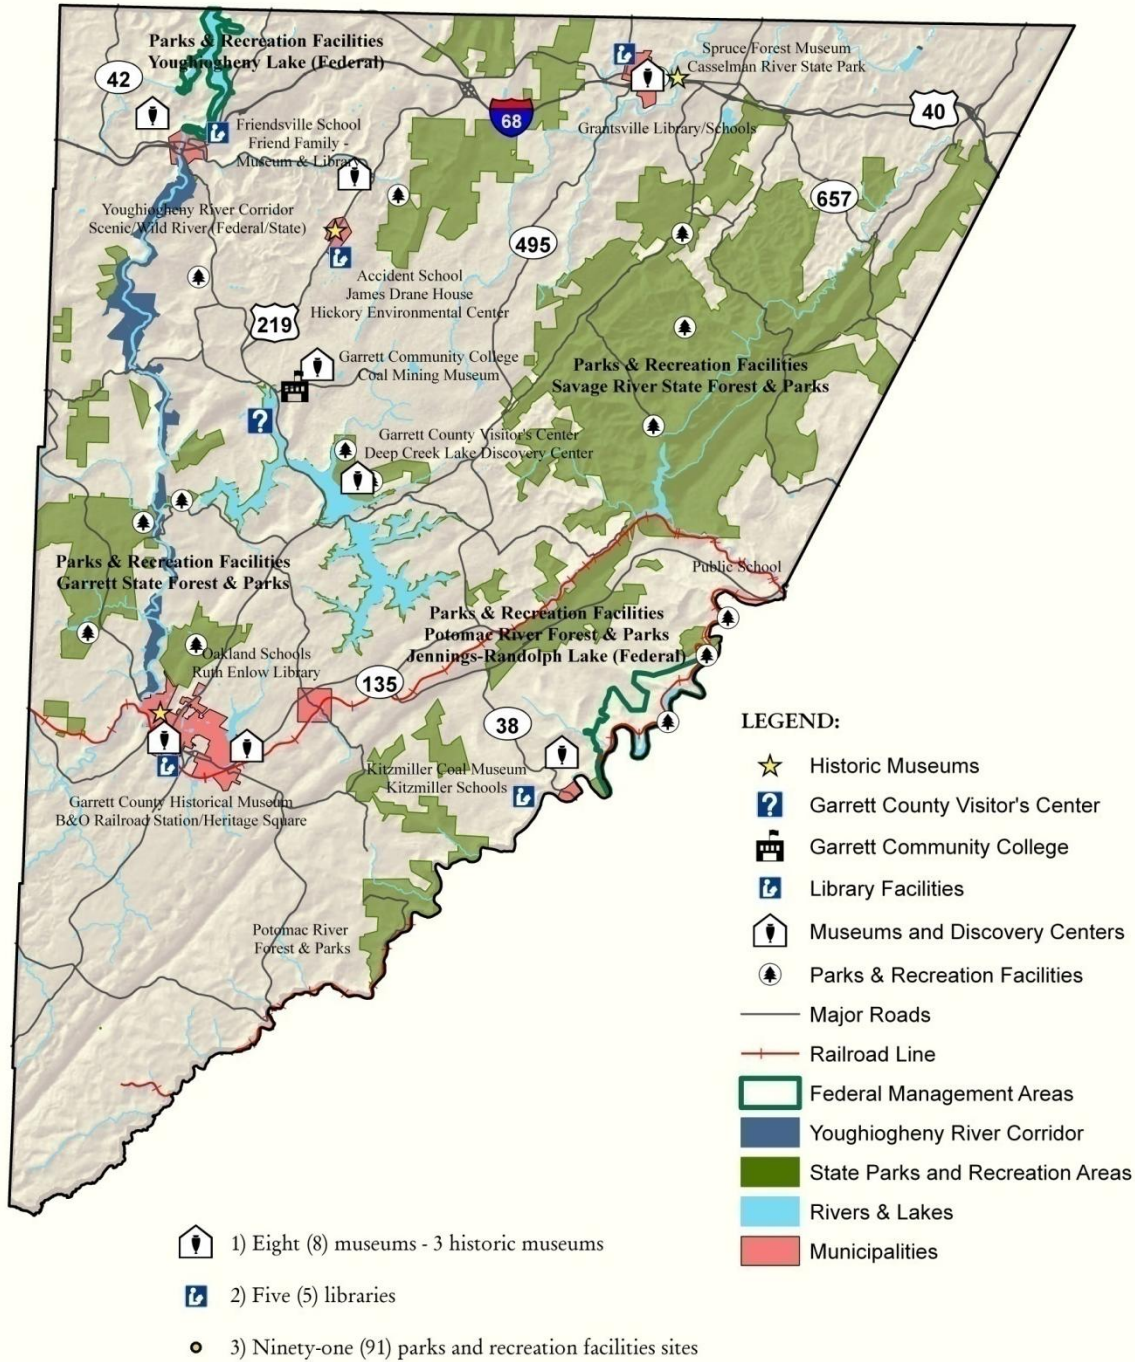 Parks & Recreation Facilities
Youghiogheny Lake (Federal)
42
Spruce Forest Museum
Casselman River State Park
68
40
Grantsville Library/Schools
Friendsville School
Friend Family -
Museum & Library
657
Youghiogheny River Corridor
Scenic/Wild River (Federal/State)
495
Accident School
James Drane House
Hickory Environmental Center
219
Garrett Community College
Coal Mining Museum
Parks & Recreation Facilities
Savage River State Forest & Parks
Garrett County Visitor's Center
Deep Creek Lake Discovery Center
Parks & Recreation Facilities
Garrett State Forest & Parks
Public School
Parks & Recreation Facilities
Potomac River Forest & Parks
Jennings-Randolph Lake (Federal)
Oakland Schools
Ruth Enlow Library
135
38
Kitzmiller Coal Museum
Kitzmiller Schools
Garrett County Historical Museum
B&O Railroad Station/Heritage Square
Potomac River
Forest & Parks
LEGEND:
Historic Museums
Garrett County Visitor's Center
Garrett Community College
Library Facilities
Museums and Discovery Centers
Parks & Recreation Facilities
Major Roads
Railroad Line
Federal Management Areas
Youghiogheny River Corridor
State Parks and Recreation Areas
Rivers & Lakes
Municipalities
1) Eight (8) museums - 3 historic museums
2) Five (5) libraries
3) Ninety-one (91) parks and recreation facilities sites